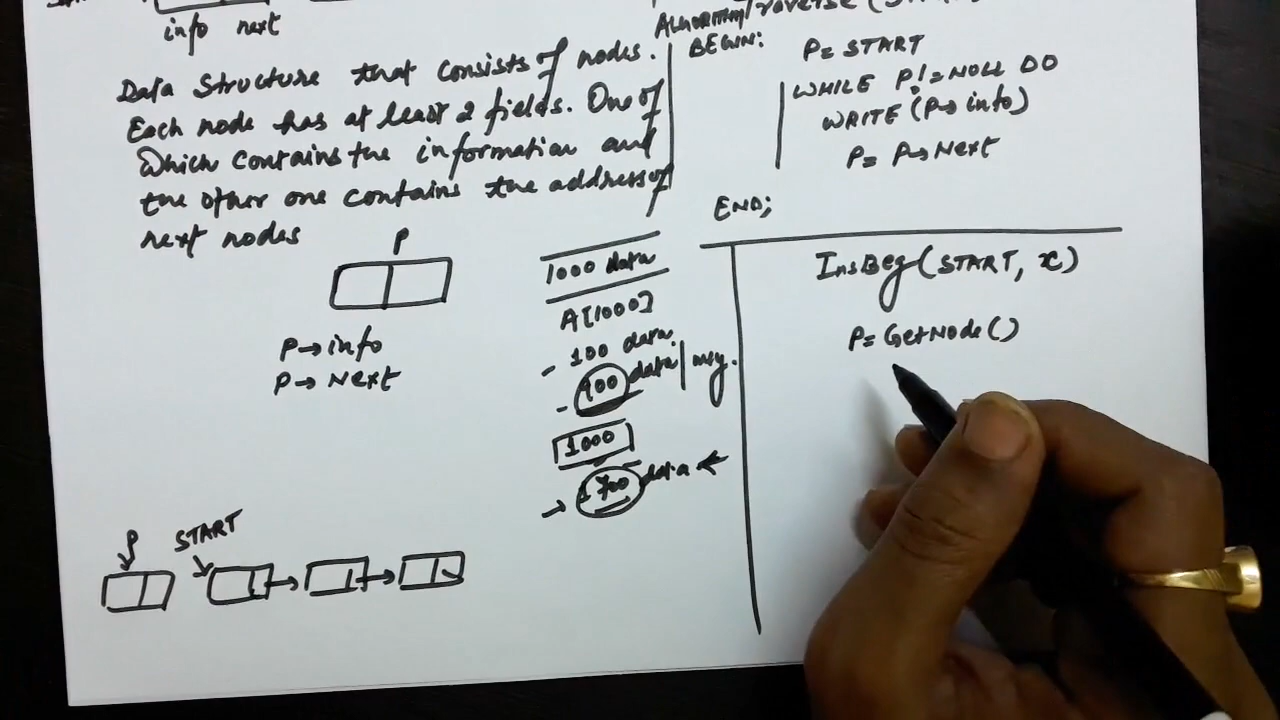 info next
Data Structure that consists of nodes.
Each node has at least 2 fields. One of
which contains the information and
the other one contains the address of
next nodes
P
P→info
P→Next
1000 data
A[1000]
- 100 data
- 900 data | msg.
1000
→ 1700 data ←
P START
BEGIN:
P= START
WHILE P!=NULL DO
WRITE (P→info)
P= P→Next
END;
InsBeg(START, x)
P= GetNode()